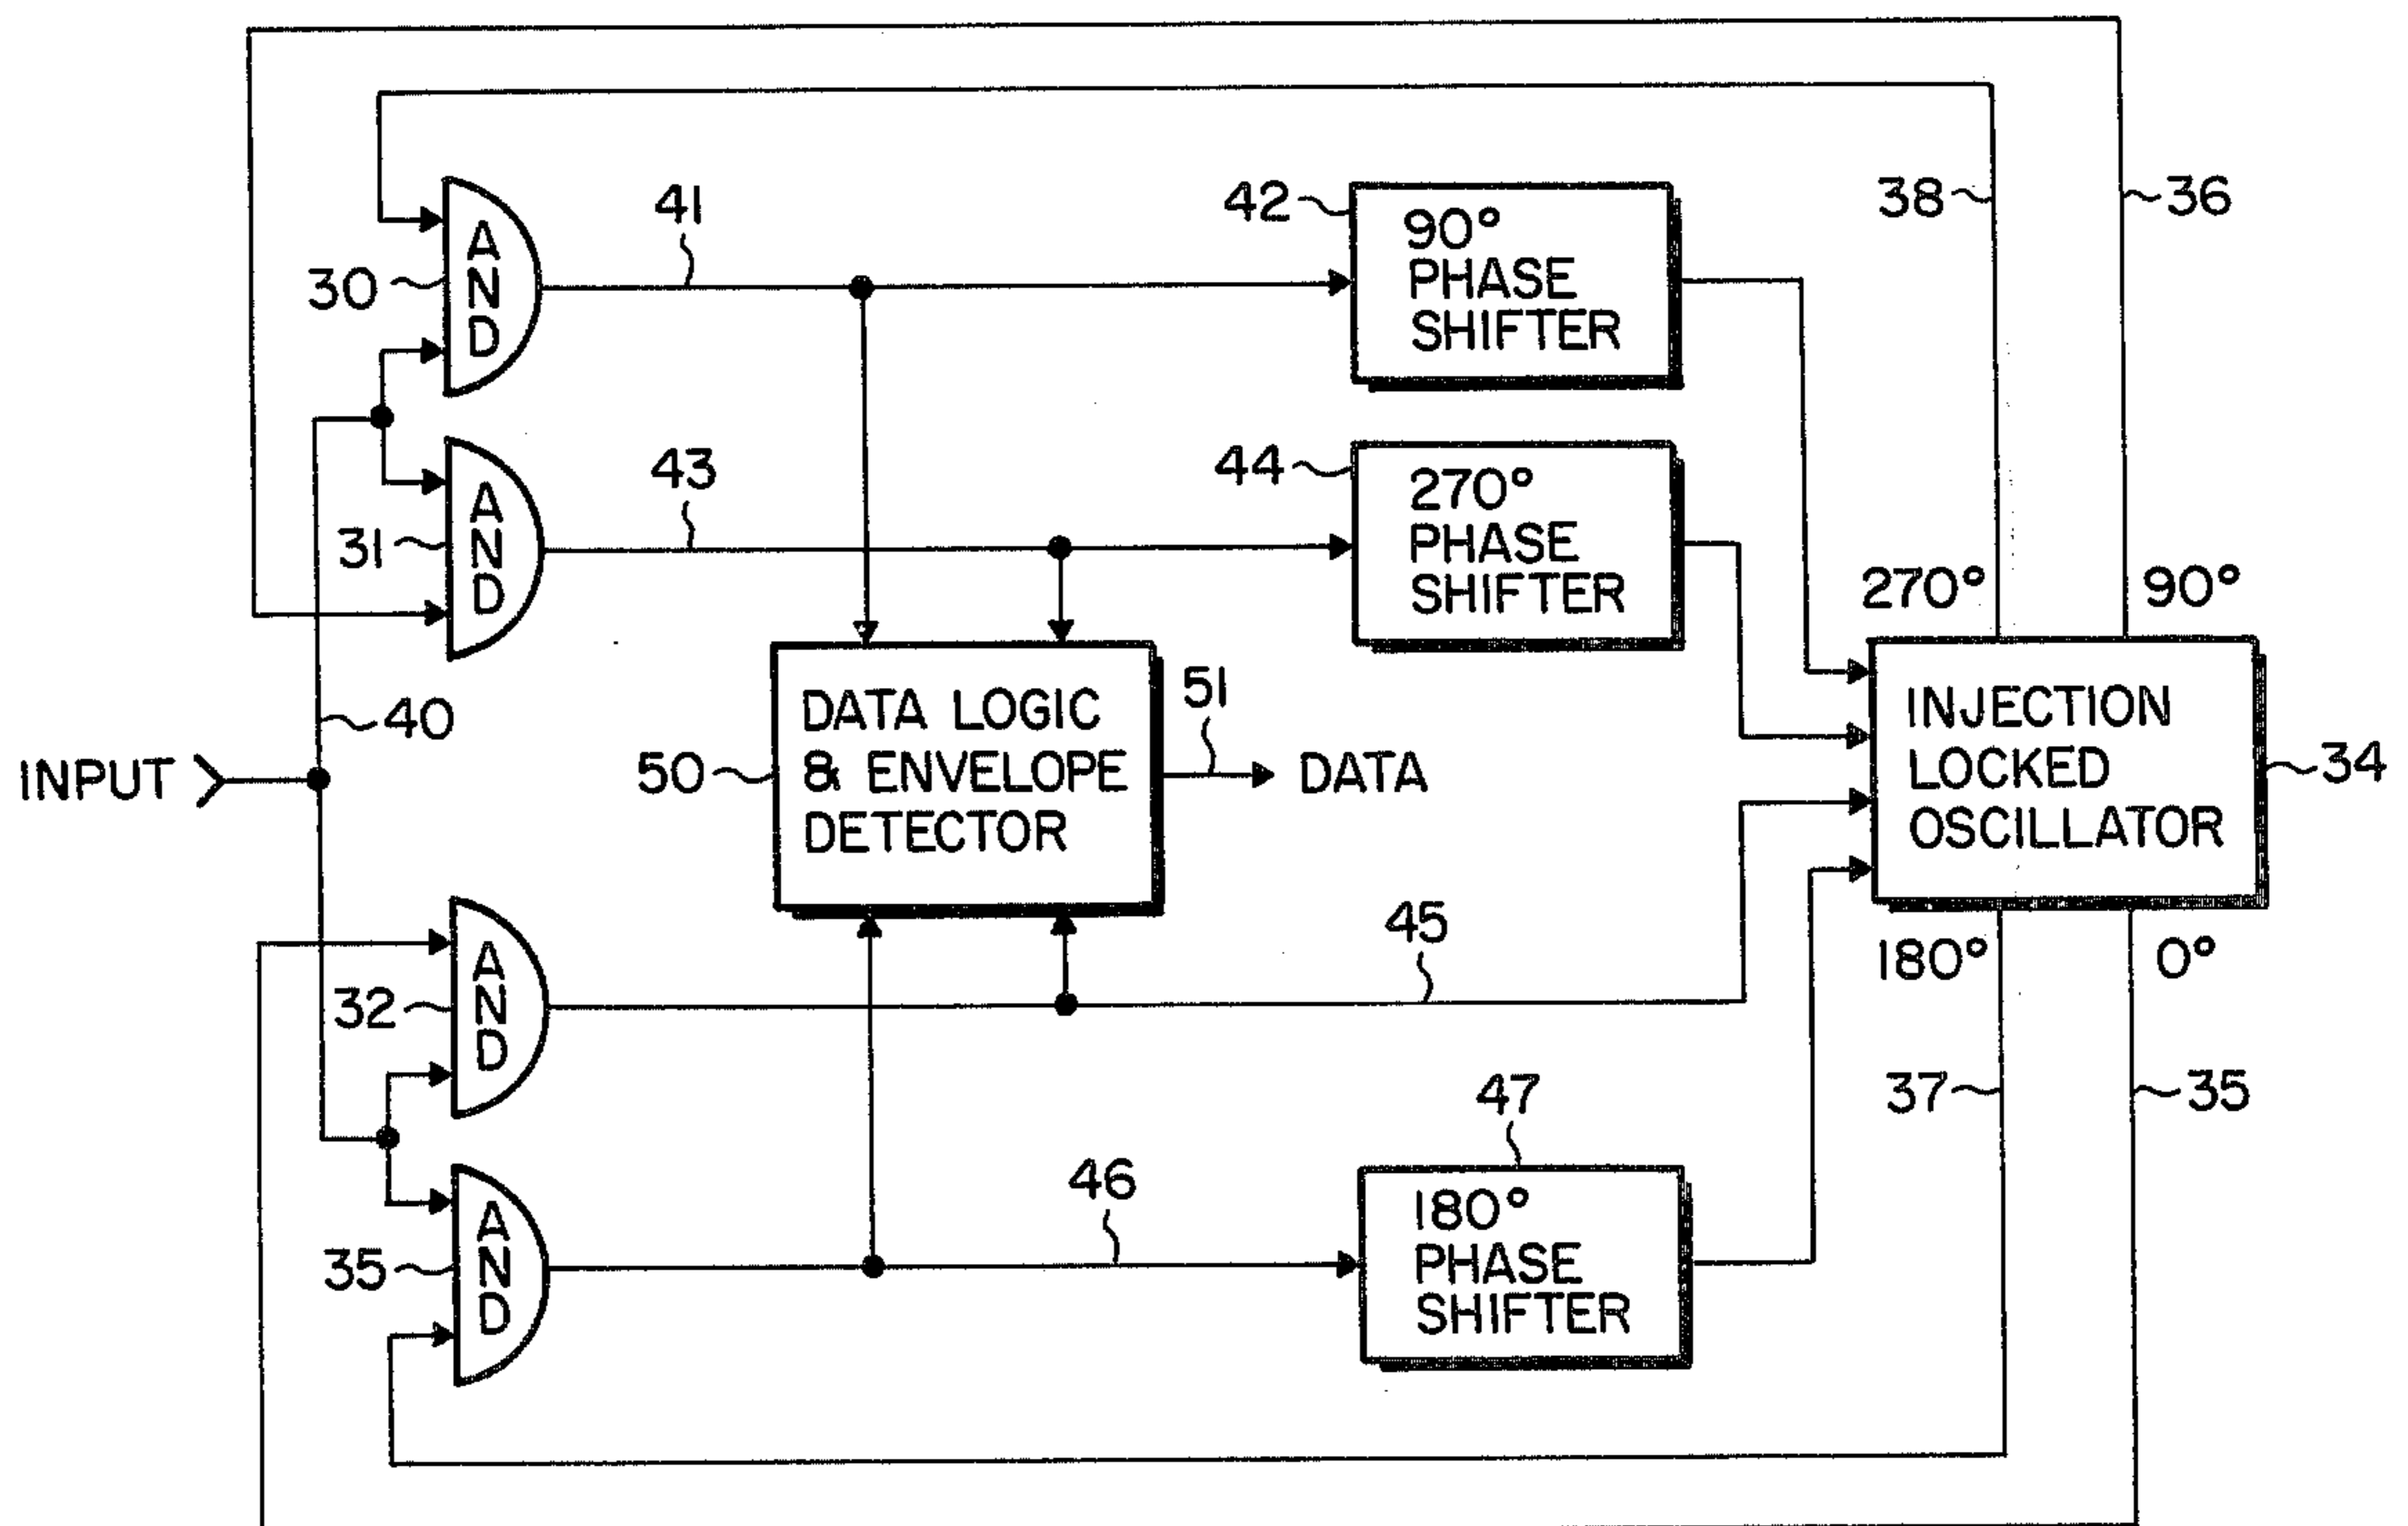 38
36
41
42
90°
PHASE
SHIFTER
AND
30
43
44
270°
PHASE
SHIFTER
AND
31
270°
90°
40
INPUT
50
DATA LOGIC
& ENVELOPE
DETECTOR
51
DATA
INJECTION
LOCKED
OSCILLATOR
34
180°
0°
45
AND
32
37
35
47
46
180°
PHASE
SHIFTER
AND
35